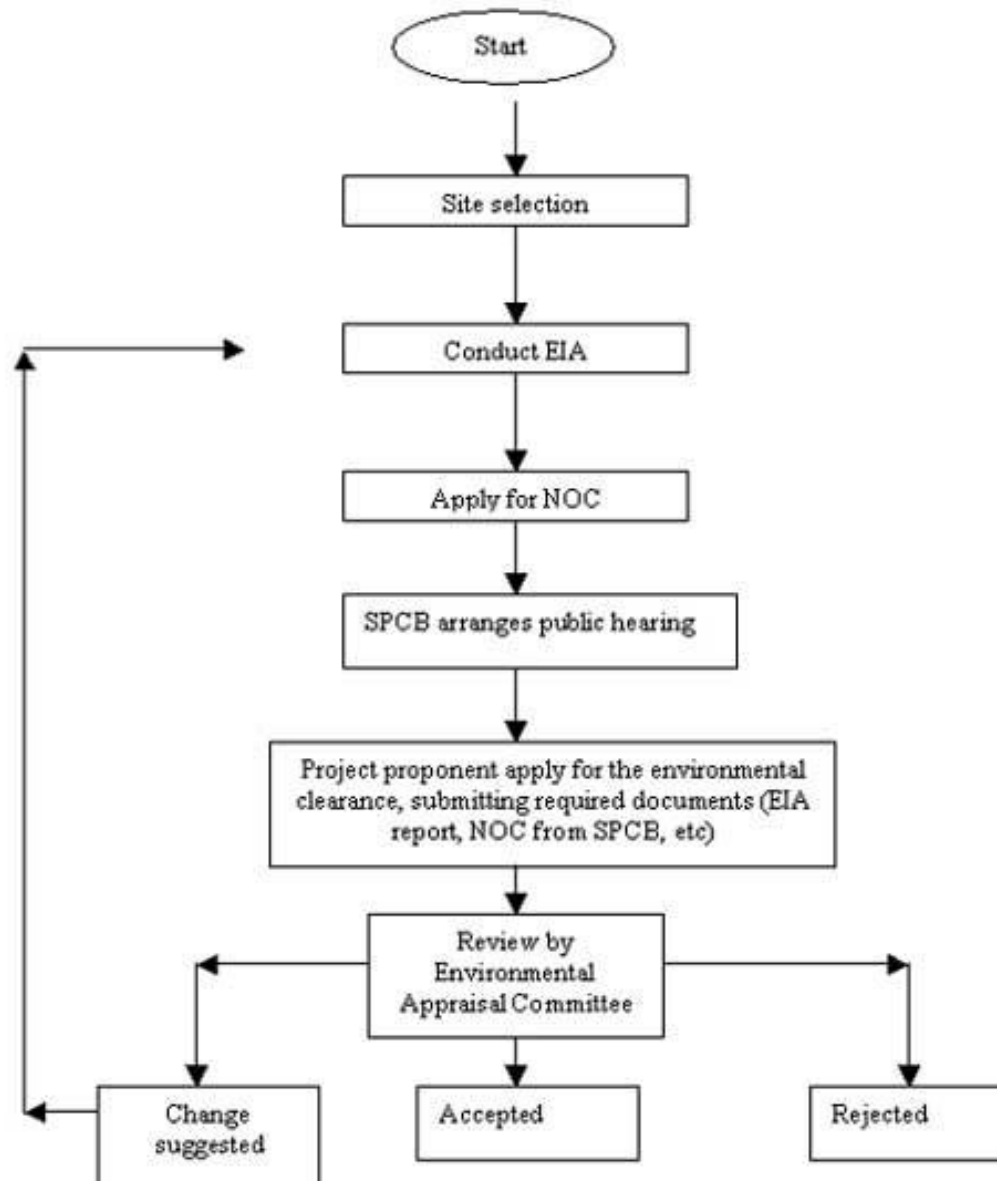 Start
Site selection
Conduct EIA
Apply for NOC
SPCB arranges public hearing
Project proponent apply for the environmental
clearance, submitting required documents (EIA
report, NOC from SPCB, etc)
Review by
Environmental
Appraisal Committee
Change
suggested
Accepted
Rejected